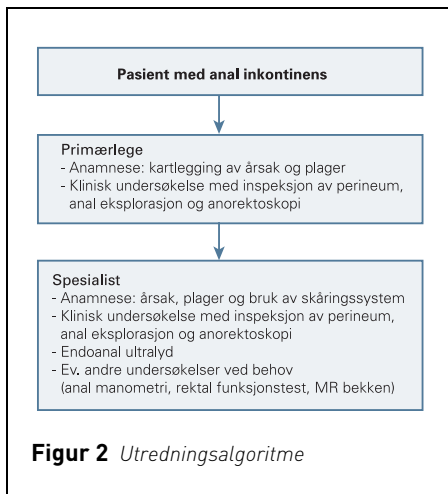 Pasient med anal inkontinens
Primærlege
- Anamnese: kartlegging av årsak og plager
- Klinisk undersøkelse med inspeksjon av perineum,
anal eksplorasjon og anorektoskopi
Spesialist
- Anamnese: årsak, plager og bruk av skåringssystem
- Klinisk undersøkelse med inspeksjon av perineum,
anal eksplorasjon og anorektoskopi
- Endoanal ultralyd
- Ev. andre undersøkelser ved behov
(anal manometri, rektal funksjonstest, MR bekken)
Figur 2 Utredningsalgoritme